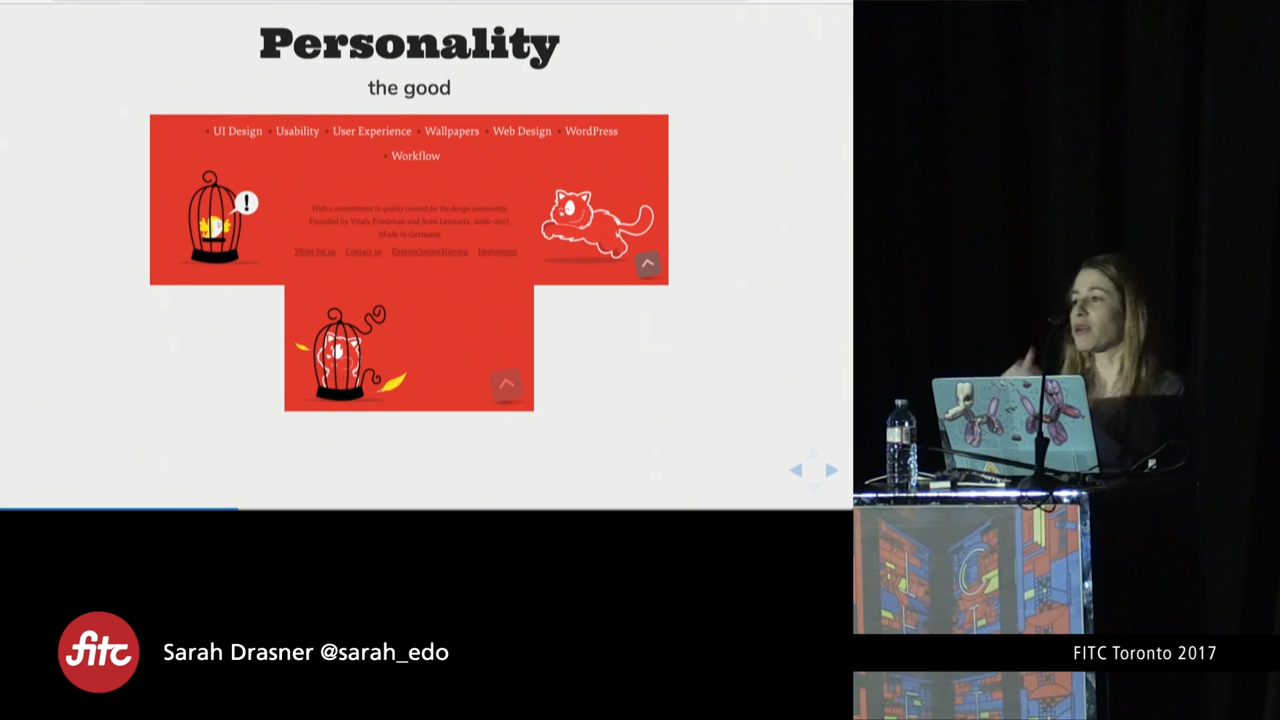 Personality
the good
• UI Design • Usability • User Experience • Wallpapers • Web Design • WordPress
• Workflow
!
With a commitment to quality content for the design community.
Founded by Vitaly Friedman and Sven Lennartz. 2006–2017.
Made in Germany.
Write for us Contact us Datenschutzerklärung Impressum
fitc
Sarah Drasner @sarah_edo
FITC Toronto 2017